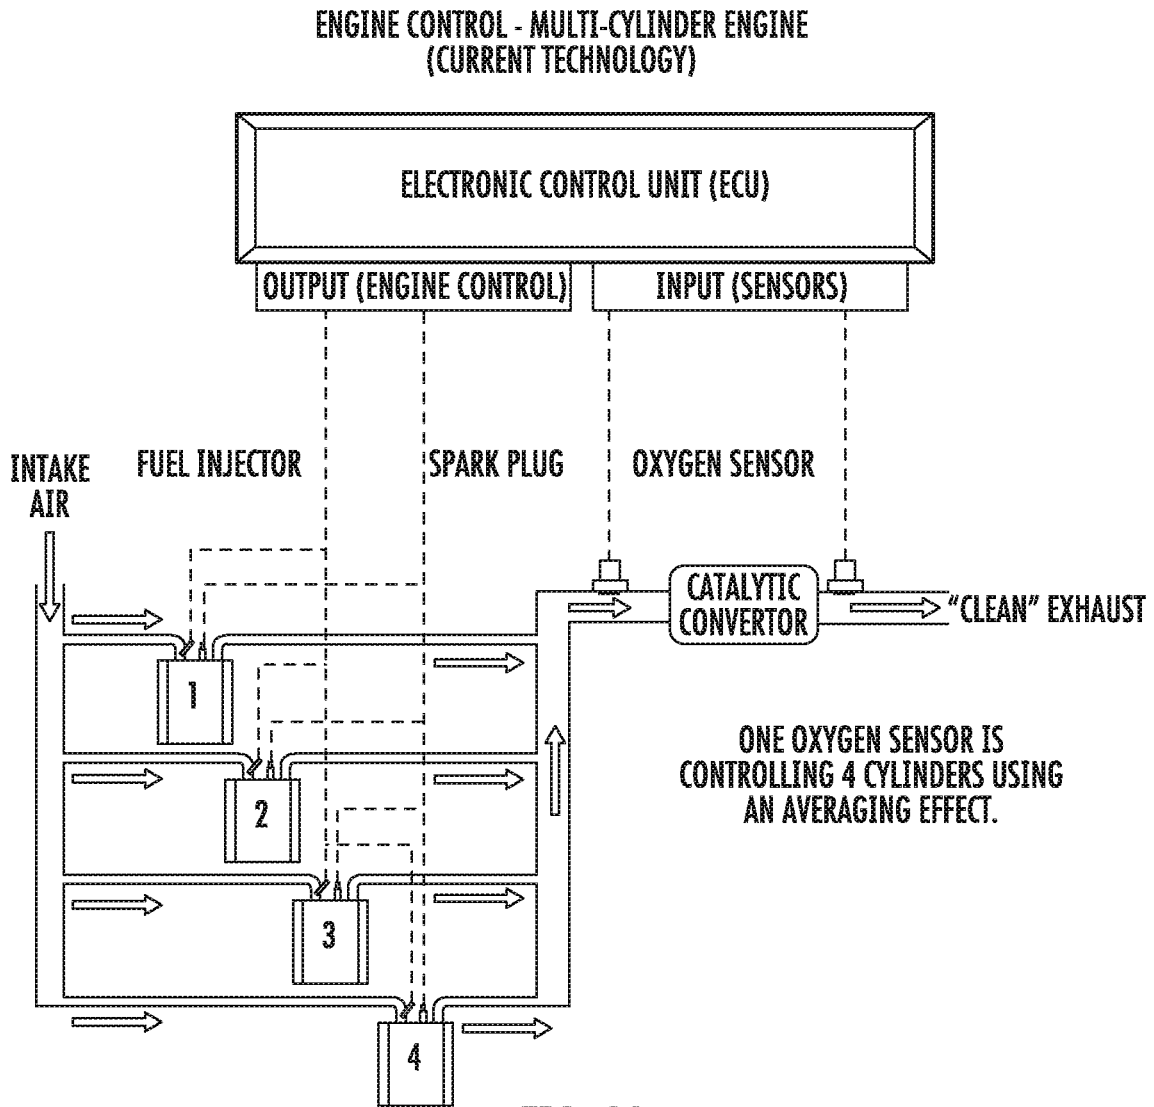 ENGINE CONTROL - MULTI-CYLINDER ENGINE
(CURRENT TECHNOLOGY)
ELECTRONIC CONTROL UNIT (ECU)
OUTPUT (ENGINE CONTROL)
INPUT (SENSORS)
INTAKE
AIR
FUEL INJECTOR
SPARK PLUG
OXYGEN SENSOR
CATALYTIC
CONVERTOR
“CLEAN” EXHAUST
1
ONE OXYGEN SENSOR IS
CONTROLLING 4 CYLINDERS USING
AN AVERAGING EFFECT.
2
3
4